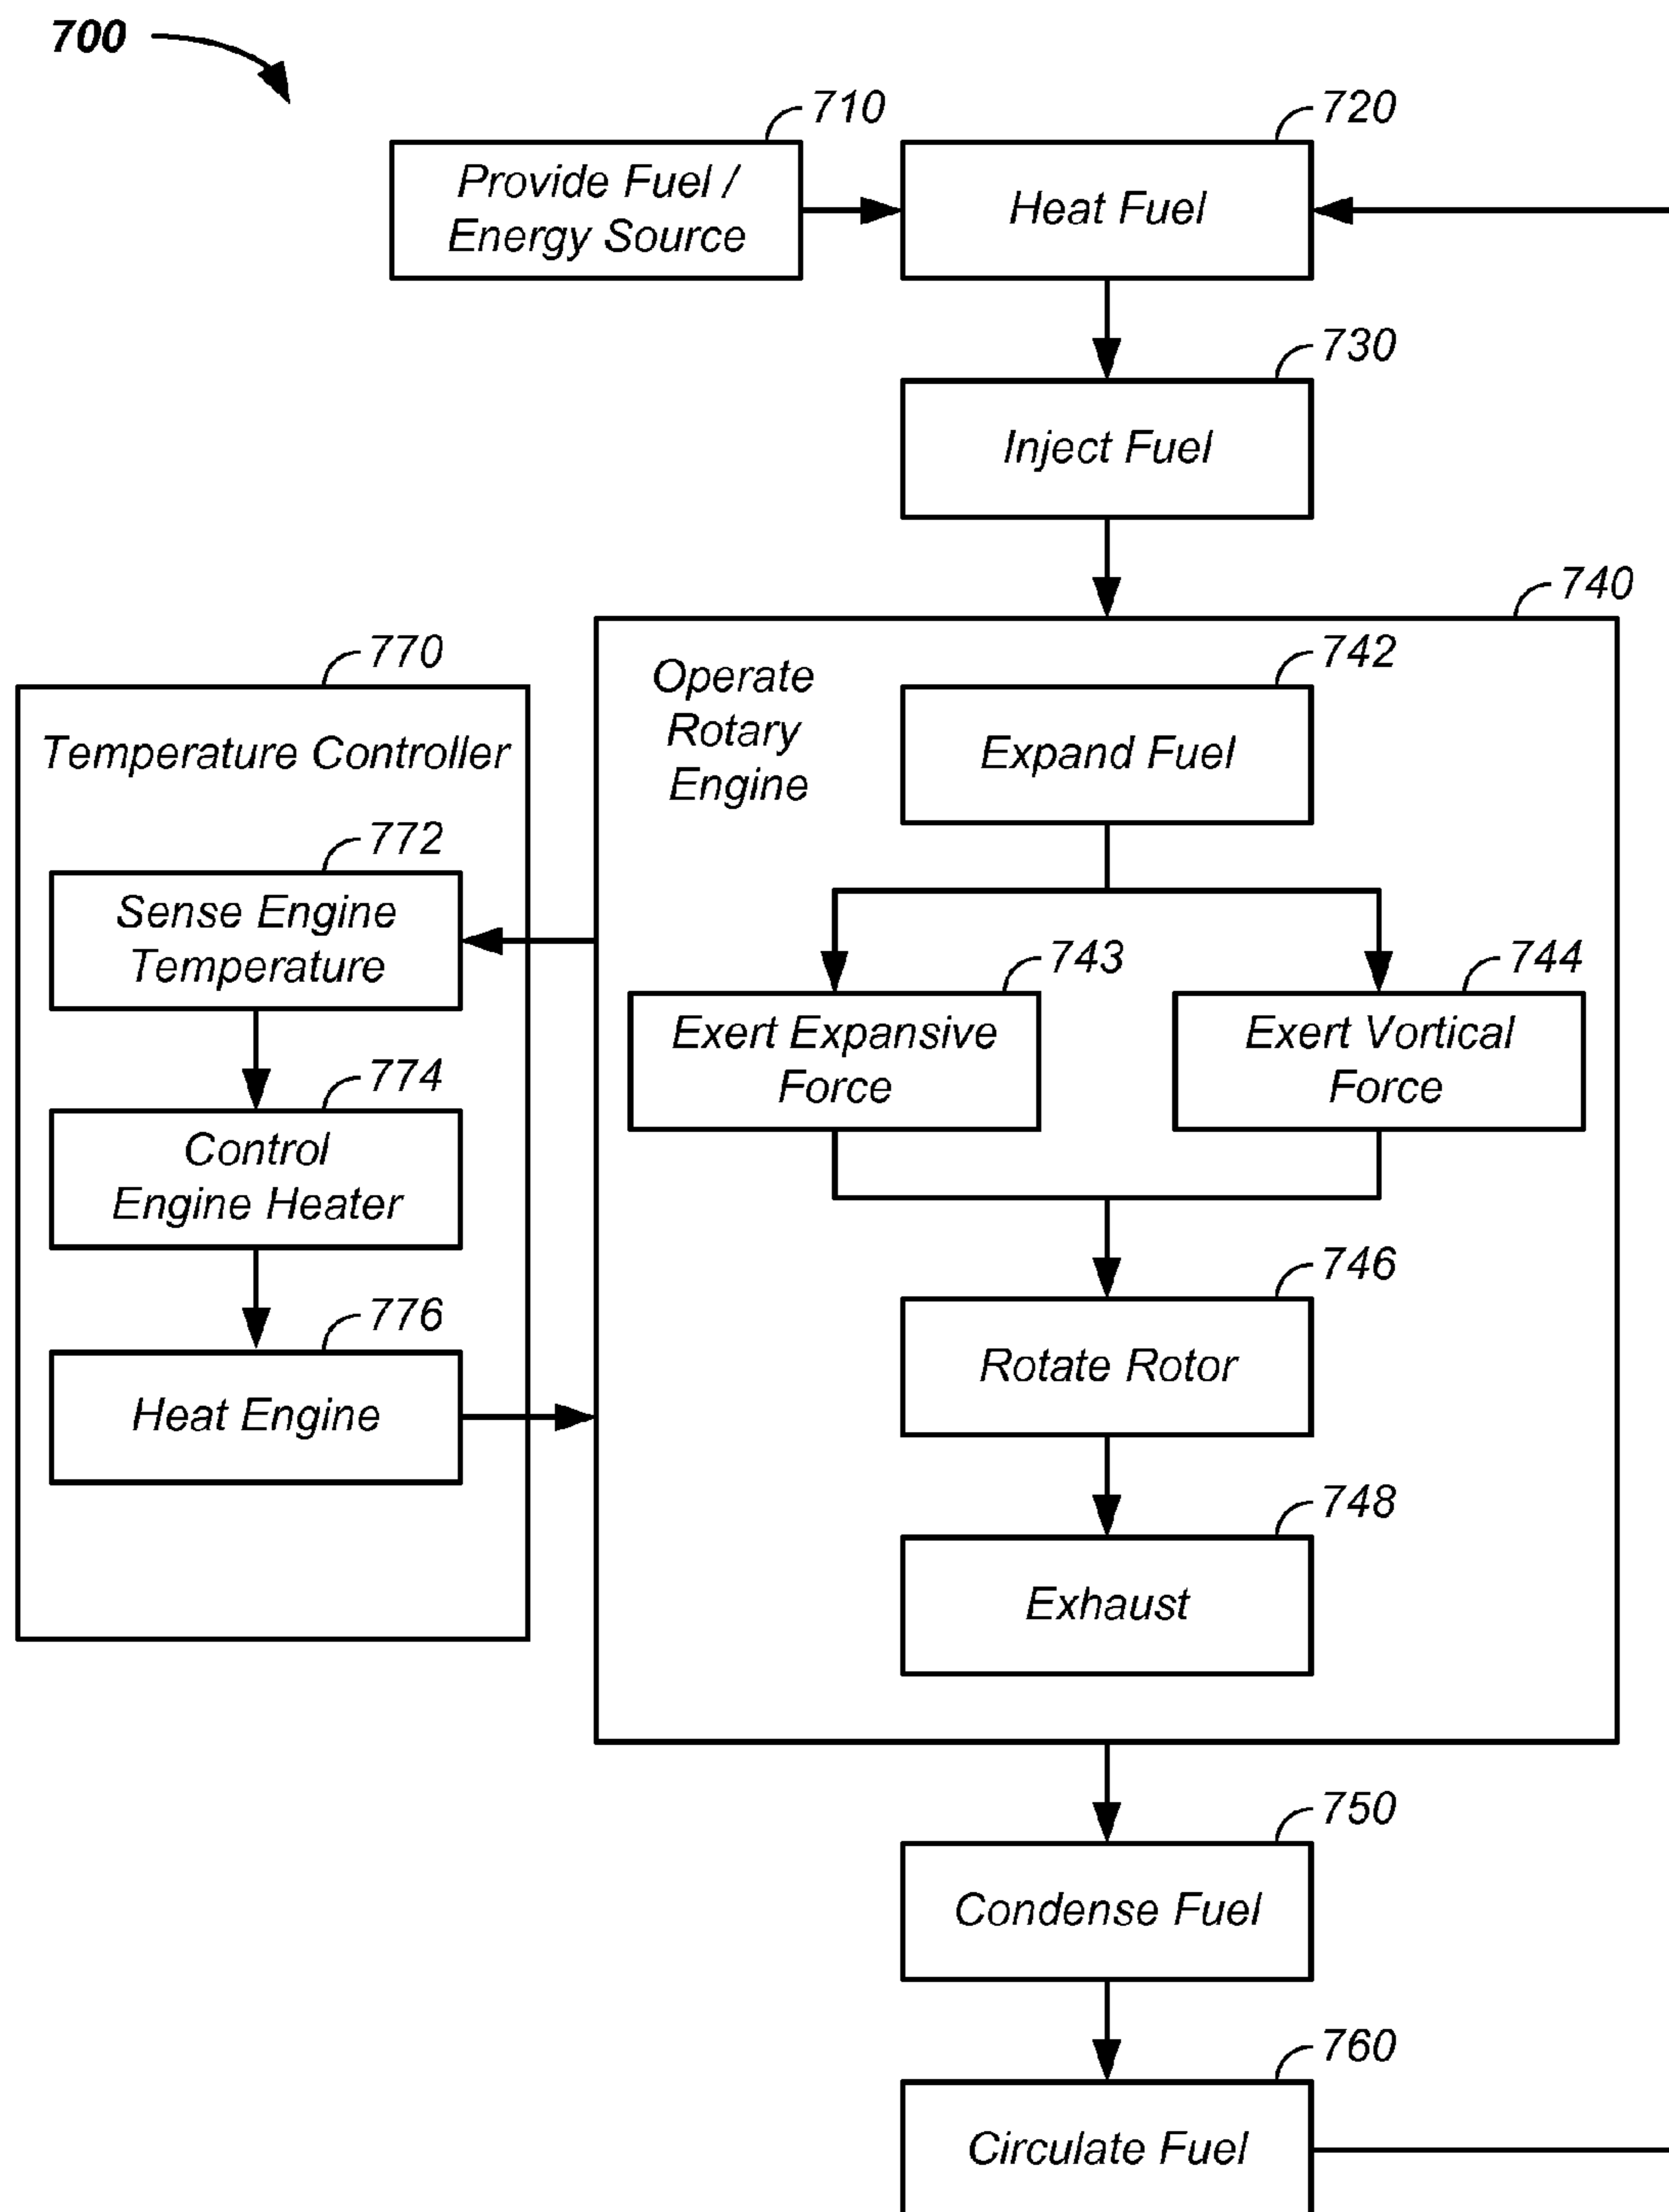 700
710
Provide Fuel /
Energy Source
720
Heat Fuel
730
Inject Fuel
740
Operate
Rotary
Engine
742
Expand Fuel
743
Exert Expansive
Force
744
Exert Vortical
Force
746
Rotate Rotor
748
Exhaust
770
Temperature Controller
772
Sense Engine
Temperature
774
Control
Engine Heater
776
Heat Engine
750
Condense Fuel
760
Circulate Fuel